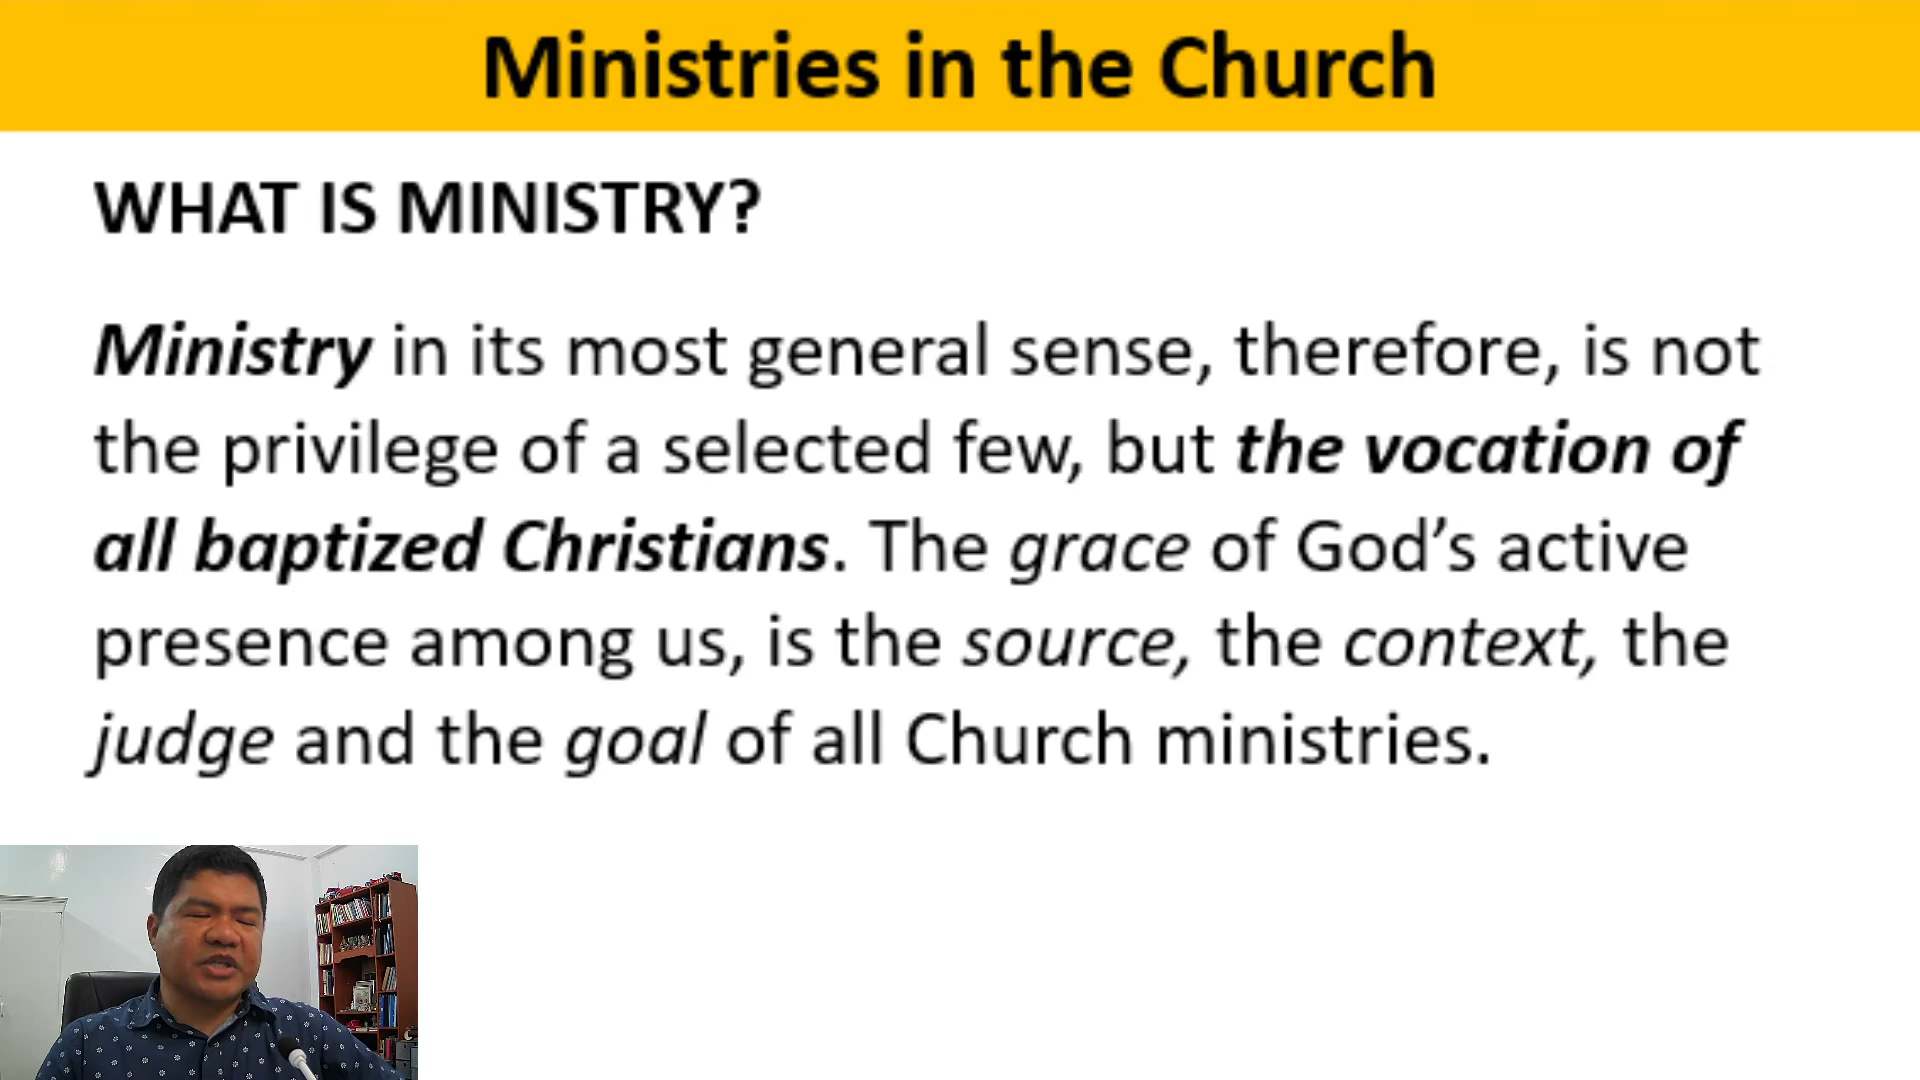 Ministries in the Church
WHAT IS MINISTRY?
Ministry in its most general sense, therefore, is not
the privilege of a selected few, but the vocation of
all baptized Christians. The grace of God’s active
presence among us, is the source, the context, the
judge and the goal of all Church ministries.